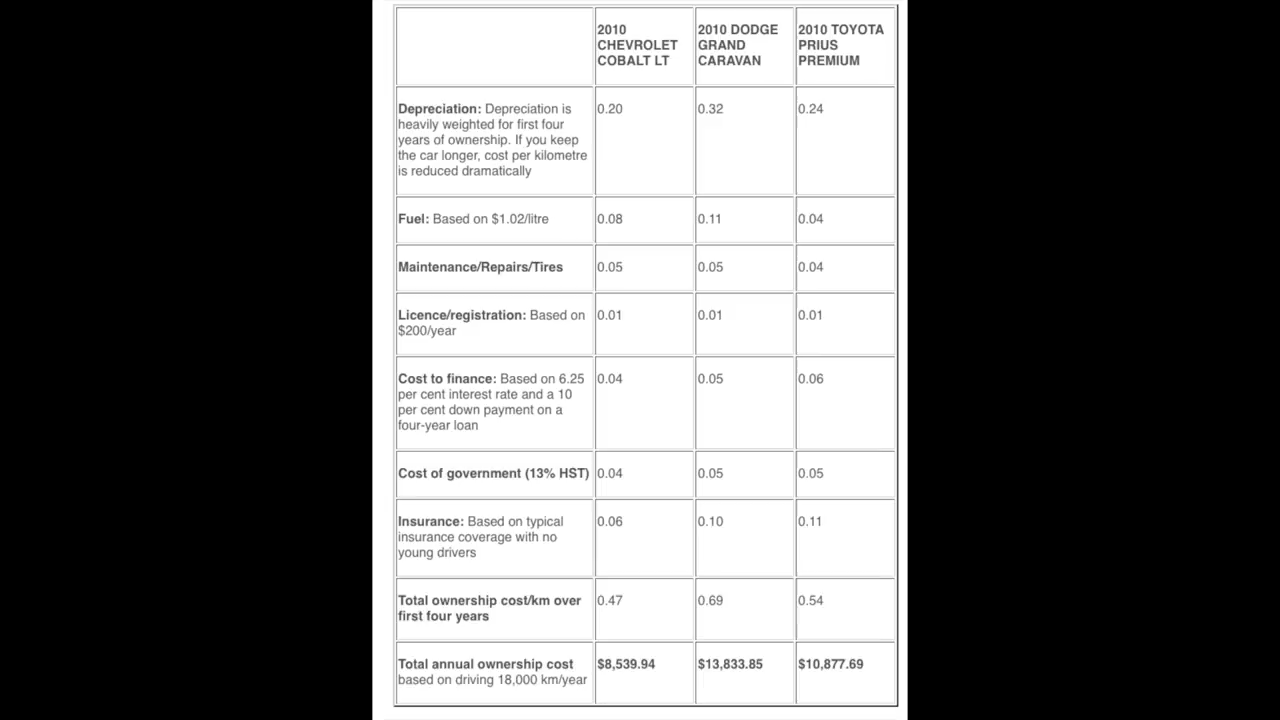 2010 CHEVROLET COBALT LT
2010 DODGE GRAND CARAVAN
2010 TOYOTA PRIUS PREMIUM
Depreciation: Depreciation is
heavily weighted for first four
years of ownership. If you keep
the car longer, cost per kilometre
is reduced dramatically
0.20
0.32
0.24
Fuel: Based on $1.02/litre
0.08
0.11
0.04
Maintenance/Repairs/Tires
0.05
0.05
0.04
Licence/registration: Based on
$200/year
0.01
0.01
0.01
Cost to finance: Based on 6.25
per cent interest rate and a 10
per cent down payment on a
four-year loan
0.04
0.05
0.06
Cost of government (13% HST)
0.04
0.05
0.05
Insurance: Based on typical
insurance coverage with no
young drivers
0.06
0.10
0.11
Total ownership cost/km over
first four years
0.47
0.69
0.54
Total annual ownership cost
based on driving 18,000 km/year
$8,539.94
$13,833.85
$10,877.69